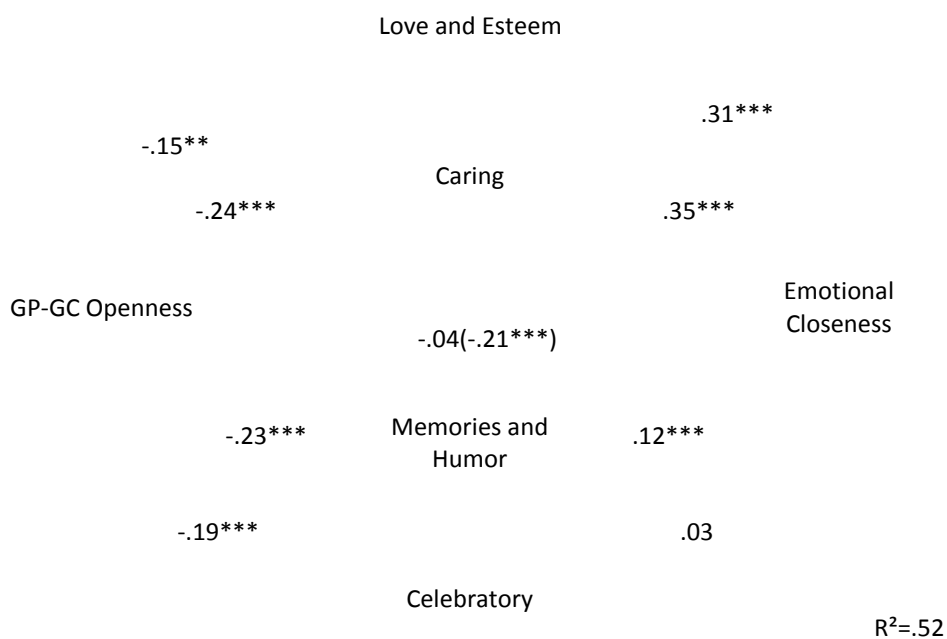 Love and Esteem
.31***
-.15**
Caring
-.24***
.35***
GP-GC Openness
Emotional
Closeness
-.04(-.21***)
-.23***
Memories and
Humor
.12***
-.19***
.03
Celebratory
R²=.52